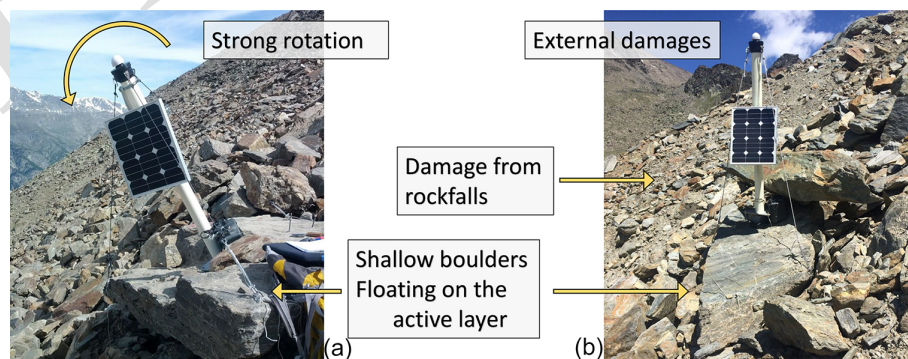 Strong rotation
External damages
Damage from
rockfalls
Shallow boulders
Floating on the
active layer
(a)
(b)